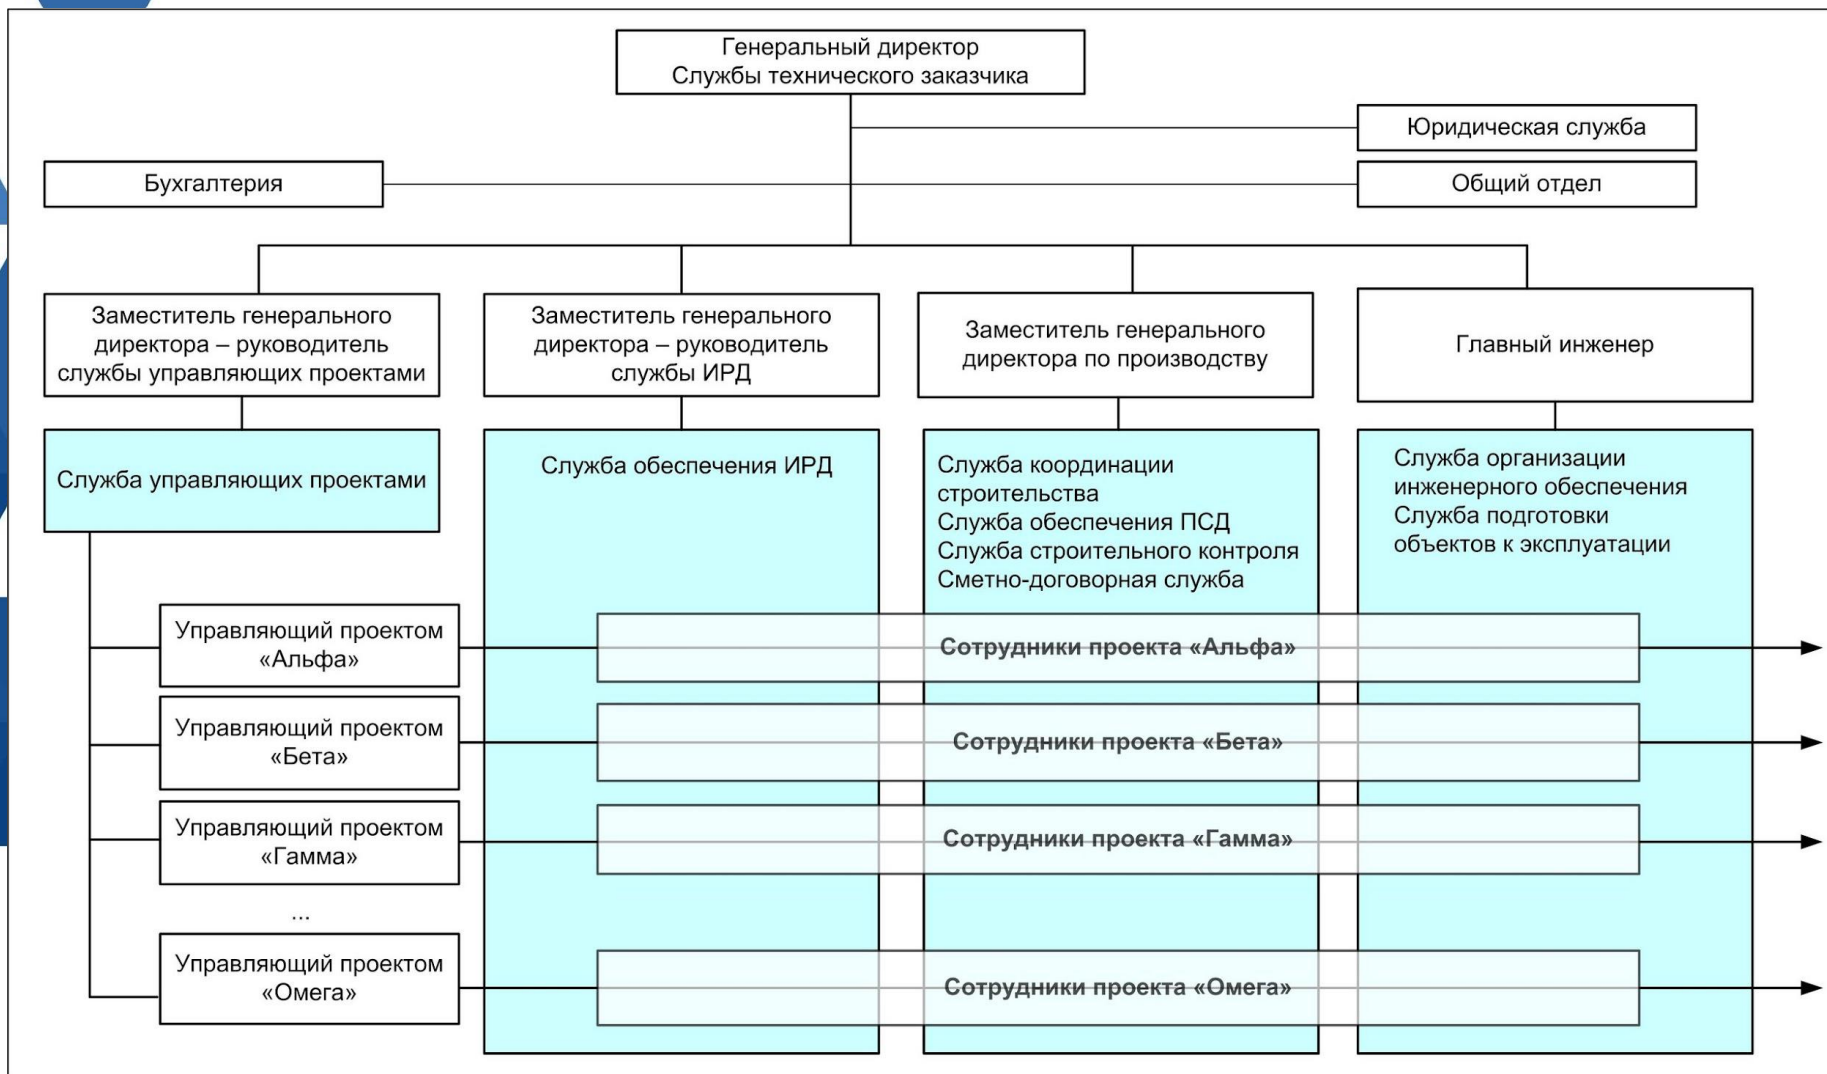 Генеральный директор
Службы технического заказчика
Юридическая служба
Бухгалтерия
Общий отдел
Заместитель генерального
директора – руководитель
службы управляющих проектами
Заместитель генерального
директора – руководитель
службы ИРД
Заместитель генерального
директора по производству
Главный инженер
Служба управляющих проектами
Служба обеспечения ИРД
Служба координации
строительства
Служба обеспечения ПСД
Служба строительного контроля
Сметно-договорная служба
Служба организации
инженерного обеспечения
Служба подготовки
объектов к эксплуатации
Управляющий проектом
«Альфа»
Сотрудники проекта «Альфа»
Управляющий проектом
«Бета»
Сотрудники проекта «Бета»
Управляющий проектом
«Гамма»
Сотрудники проекта «Гамма»
...
Управляющий проектом
«Омега»
Сотрудники проекта «Омега»